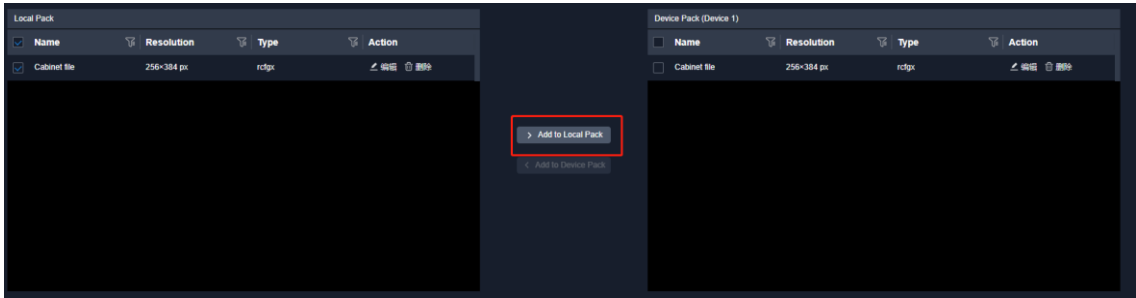 Local Pack
Name Resolution Type Action
Cabinet file 256×384 px rcfgx 编辑 删除
> Add to Local Pack
< Add to Device Pack
Device Pack (Device 1)
Name Resolution Type Action
Cabinet file 256×384 px rcfgx 编辑 删除